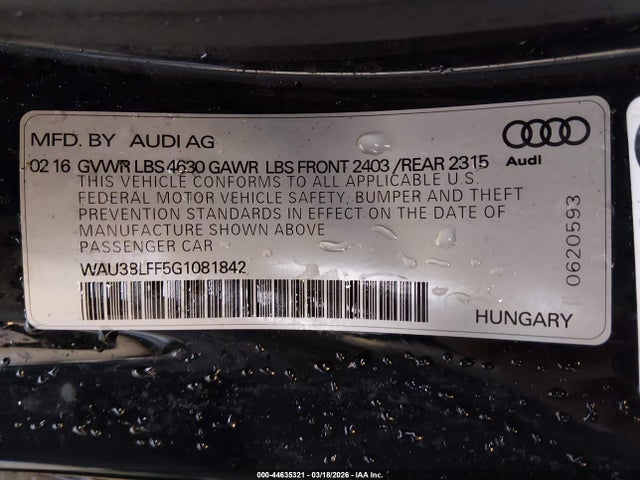 MFD. BY AUDI AG
02 16 GVWR LBS 4630 GAWR LBS FRONT 2403 /REAR 2315
THIS VEHICLE CONFORMS TO ALL APPLICABLE U.S.
FEDERAL MOTOR VEHICLE SAFETY, BUMPER AND THEFT
PREVENTION STANDARDS IN EFFECT ON THE DATE OF
MANUFACTURE SHOWN ABOVE
PASSENGER CAR
WAU38LFF5G1081842
HUNGARY
Audi
0620593
000-44635321 - 03/18/2026 - IAA Inc.